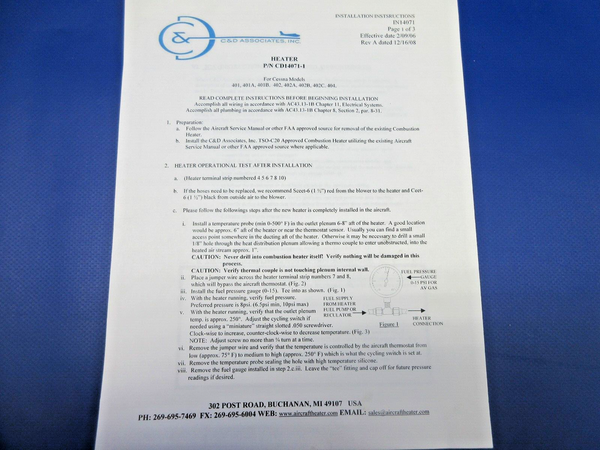 INSTALLATION INSTSRUCTIONS
IN14071
Page 1 of 3
Effective date 2/09/06
Rev A dated 12/16/08
C&D ASSOCIATES, INC.
HEATER
P/N CD14071-1
For Cessna Models
401, 401A, 401B, 402, 402A, 402B, 402C, 404,
READ COMPLETE INSTRUCTIONS BEFORE BEGINNING INSTALLATION
Accomplish all wiring in accordance with AC43.13-1B Chapter 11, Electrical Systems.
Accomplish all plumbing in accordance with AC43.13-1B Chapter 8, Section 2, par. 8-31.
1. Preparation:
a. Follow the Aircraft Service Manual or other FAA approved source for removal of the existing Combustion
Heater.
b. Install the C&D Associates, Inc. TSO-C20 Approved Combustion Heater utilizing the existing Aircraft
Service Manual or other FAA approved source where applicable.
2. HEATER OPERATIONAL TEST AFTER INSTALLATION
a. (Heater terminal strip numbered 4 5 6 7 8 10)
b. If the hoses need to be replaced, we recommend Sceet-6 (1 ½") red from the blower to the heater and Ceet-
6 (1 ½") black from outside air to the blower.
c. Please follow the followings steps after the new heater is completely installed in the aircraft.
i. Install a temperature probe (min 0-300° F) in the outlet plenum 6-8" aft of the heater. A good location
would be approx. 6" aft of the heater or near the thermostat sensor. Usually you can find a small
access point somewhere in the ducting aft of the heater. Otherwise it may be necessary to drill a small
1/8" hole through the heat distribution plenum allowing a thermo couple to enter unobstructed, into the
heated air stream approx. 1".
CAUTION: Never drill into combustion heater itself! Verify nothing will be damaged in this
process.
CAUTION: Verify thermal couple is not touching plenum internal wall.
ii. Place a jumper wire across the heater terminal strip numbers 7 and 8,
which will bypass the aircraft thermostat. (Fig. 2)
iii. Install the fuel pressure gauge (0-15). Tee into as shown. (Fig. 1)
iv. With the heater running, verify fuel pressure.
Preferred pressure is 8psi. (6.5psi min, 10psi max)
v. With the heater running, verify that the outlet plenum
temp. is approx. 250°. Adjust the cycling switch if
needed using a "miniature" straight slotted .050 screwdriver.
Clock-wise to increase, counter-clock-wise to decrease temperature. (Fig. 3)
NOTE: Adjust screw no more than ¼ turn at a time.
FUEL PRESSURE
GAUGE
0-15 PSI FOR
AV GAS
FUEL SUPPLY
FROM HEATER
FUEL PUMP OR
REGULATOR
HEATER
CONNECTION
Figure 1
vi. Remove the jumper wire and verify that the temperature is controlled by the aircraft thermostat from
low (approx. 75° F) to medium to high (approx. 250° F) which is what the cycling switch is set at.
vii. Remove the temperature probe sealing the hole with high temperature silicone.
viii. Remove the fuel gauge installed in step 2.c.iii. Leave the "tee" fitting and cap off for future pressure
readings if desired.
302 POST ROAD, BUCHANAN, MI 49107 USA
PH: 269-695-7469 FX: 269-695-6004 WEB: www.aircraftheater.com EMAIL: sales@aircraftheater.com